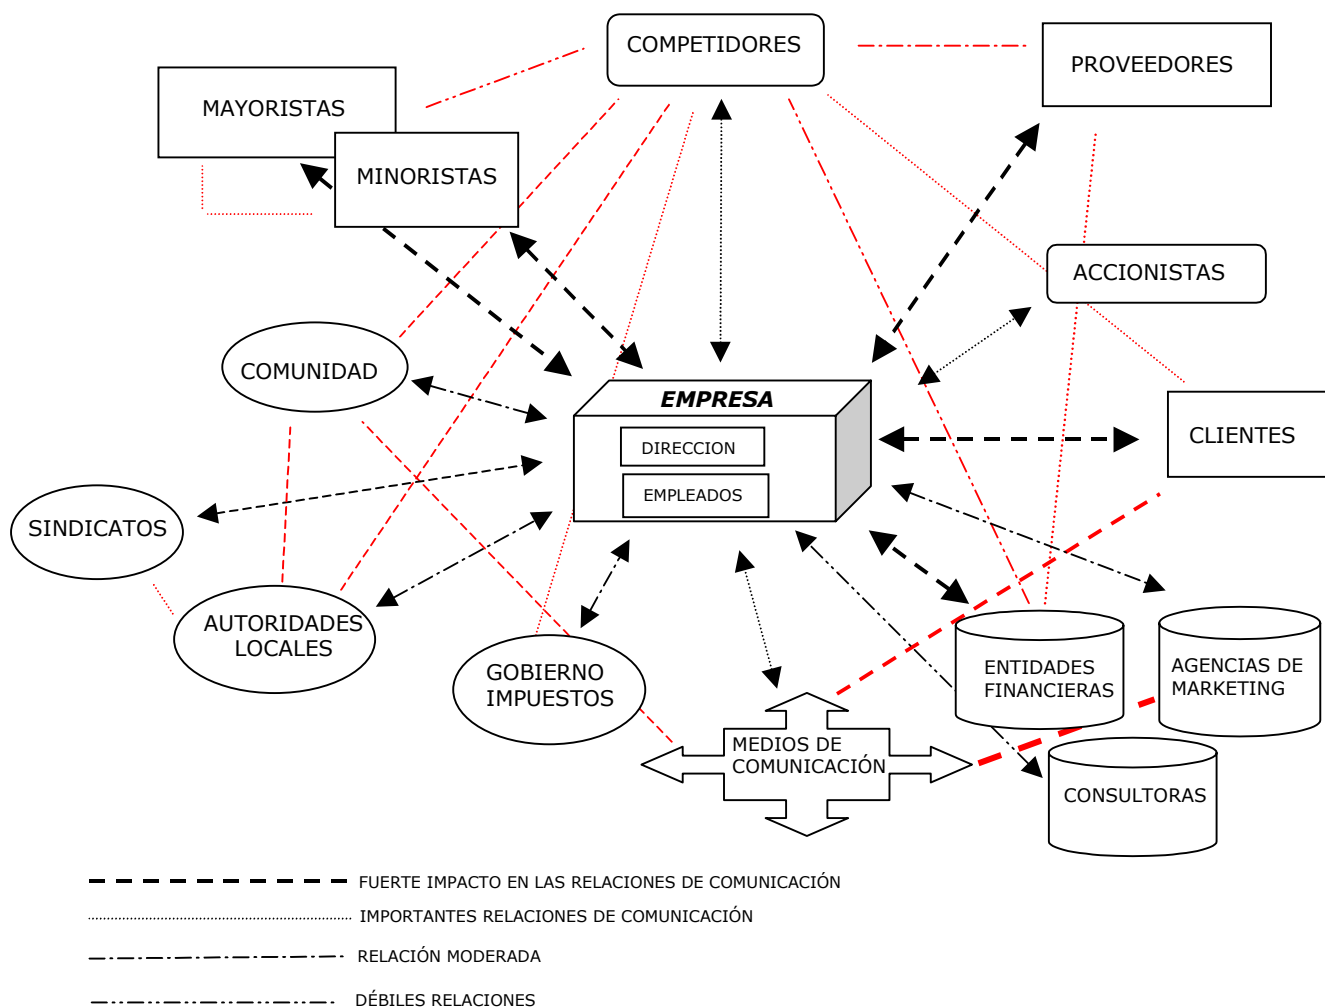 COMPETIDORES
PROVEEDORES
MAYORISTAS
MINORISTAS
ACCIONISTAS
COMUNIDAD
EMPRESA
DIRECCION
EMPLEADOS
CLIENTES
SINDICATOS
AUTORIDADES
LOCALES
GOBIERNO
IMPUESTOS
ENTIDADES
FINANCIERAS
AGENCIAS DE
MARKETING
MEDIOS DE
COMUNICACIÓN
CONSULTORAS
FUERTE IMPACTO EN LAS RELACIONES DE COMUNICACIÓN
IMPORTANTES RELACIONES DE COMUNICACIÓN
RELACIÓN MODERADA
DÉBILES RELACIONES